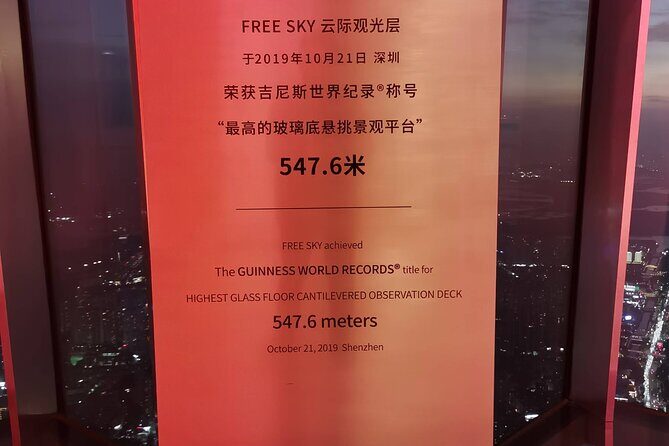 FREE SKY 云际观光层
于2019年10月21日 深圳
荣获吉尼斯世界纪录®称号
“最高的玻璃底悬挑景观平台”
547.6米
FREE SKY achieved
The GUINNESS WORLD RECORDS® title for
HIGHEST GLASS FLOOR CANTILEVERED OBSERVATION DECK
547.6 meters
October 21, 2019 Shenzhen